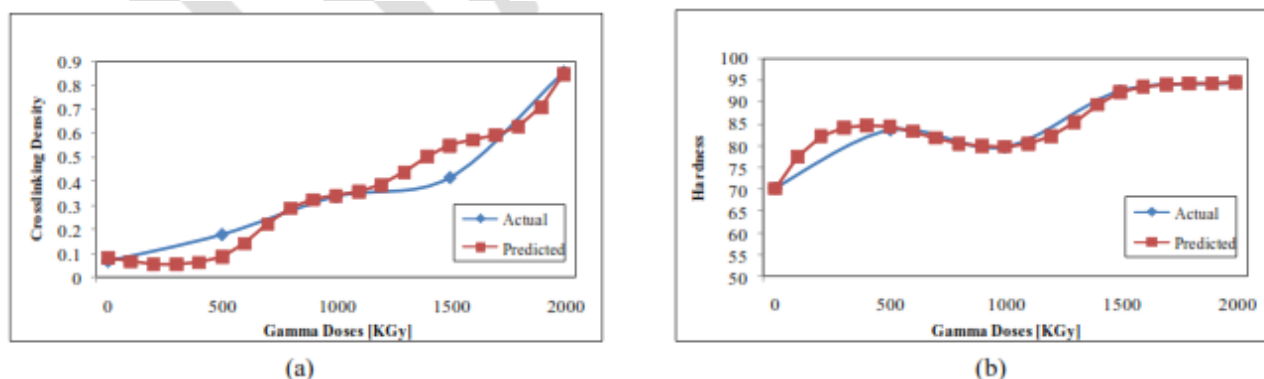 0.9
0.8
0.7
0.6
0.5
0.4
0.3
0.2
0.1
0
Crosslinking Density
Actual
Predicted
0 500 1000 1500 2000
Gamma Doses [KGy]
(a)
100
95
90
85
80
75
70
65
60
55
50
Hardness
Actual
Predicted
0 500 1000 1500 2000
Gamma Doses [KGy]
(b)